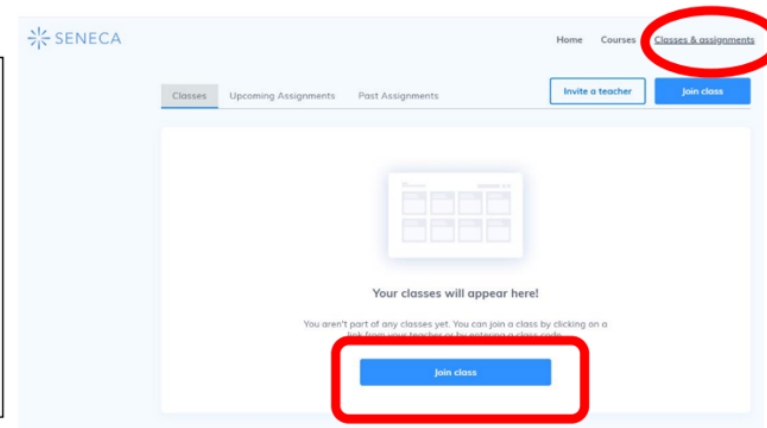 SENECA
Home Courses Classes & assignments
Classes Upcoming Assignments Past Assignments Invite a teacher Join class
Your classes will appear here!
You aren't part of any classes yet. You can join a class by clicking on a
link from your teacher or by entering a class code
Join class